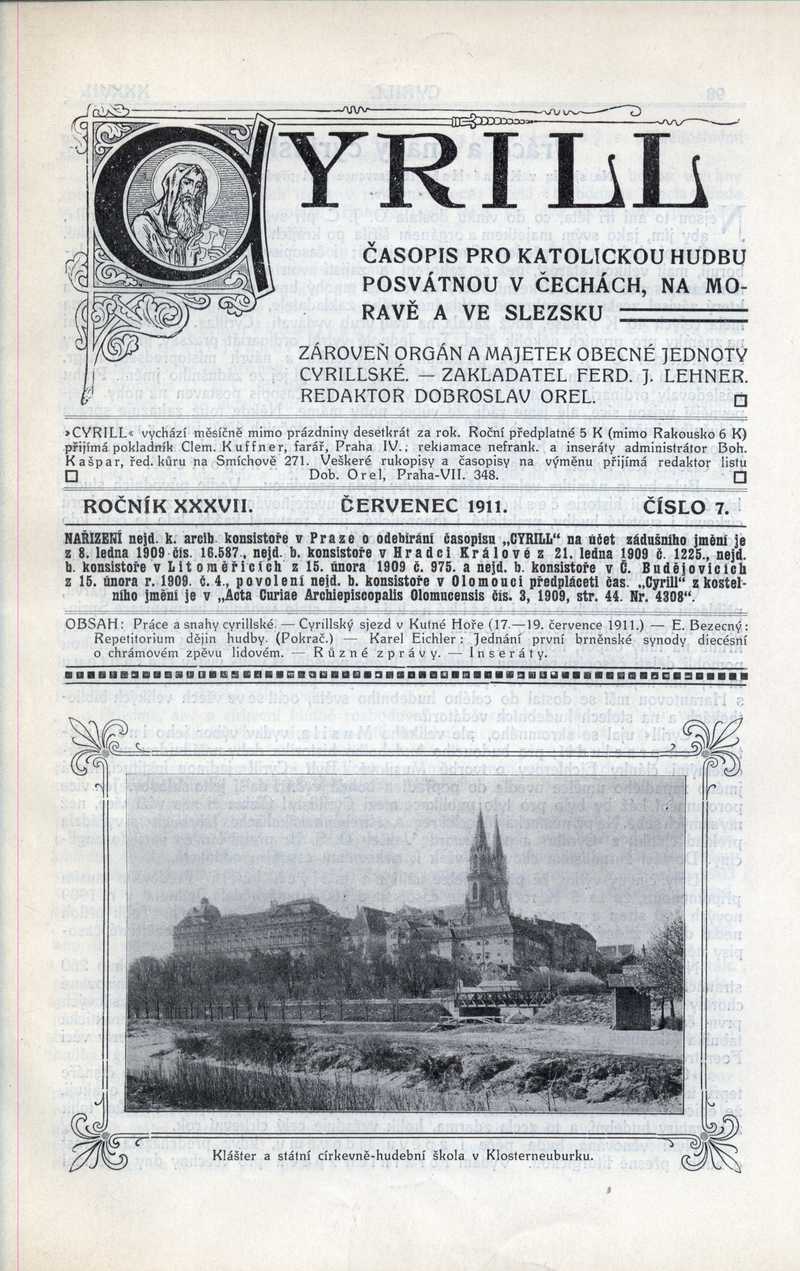 CYRILL
ČASOPIS PRO KATOLICKOU HUDBU
POSVÁTNOU V ČECHÁCH, NA MO-
RAVĚ A VE SLEZSKU
ZÁROVEŇ ORGÁN A MAJETEK OBECNÉ JEDNOTY
CYRILLSKÉ. — ZAKLADATEL FERD. J. LEHNER.
REDAKTOR DOBROSLAV OREL.
»CYRILL« vychází měsíčně mimo prázdniny desetkrát za rok. Roční předplatné 5 K (mimo Rakousko 6 K)
přijímá pokladník Clem. Kuffner, farář, Praha IV.; reklamace nefrank. a inseráty administrátor Boh.
Kašpar, řed. kůru na Smíchově 271. Veškeré rukopisy a časopisy na výměnu přijímá redaktor listu
Dob. Orel, Praha-VII. 348.
ROČNÍK XXXVII. ČERVENEC 1911. ČÍSLO 7.
NAŘÍZENÍ nejd. k. arcib. konsistoře v Praze o odebírání časopisu „CYRILL“ na účet zádušního jmění je
z 8. ledna 1909 čís. 16.587., nejd. b. konsistoře v Hradci Králové z 21. ledna 1909 č. 1225., nejd.
b. konsistoře v Litoměřicích z 15. února 1909 č. 975. a nejd. b. konsistoře v Č. Budějovicích
z 15. února r. 1909. č. 4., povolení nejd. b. konsistoře v Olomouci předpláceti čas. „Cyrill“ z kostel-
ního jmění je v „Acta Curiae Archiepiscopalis Olomucensis čís. 3, 1909, str. 44. Nr. 4308“.
OBSAH: Práce a snahy cyrillské. — Cyrillský sjezd v Kutné Hoře (17.—19. července 1911.) — E. Bezecný:
Repetitorium dějin hudby. (Pokrač.) — Karel Eichler: Jednání první brněnské synody diecésní
o chrámovém zpěvu lidovém. — Různé zprávy. — Inseráty.
Klášter a státní církevně-hudební škola v Klosterneuburku.